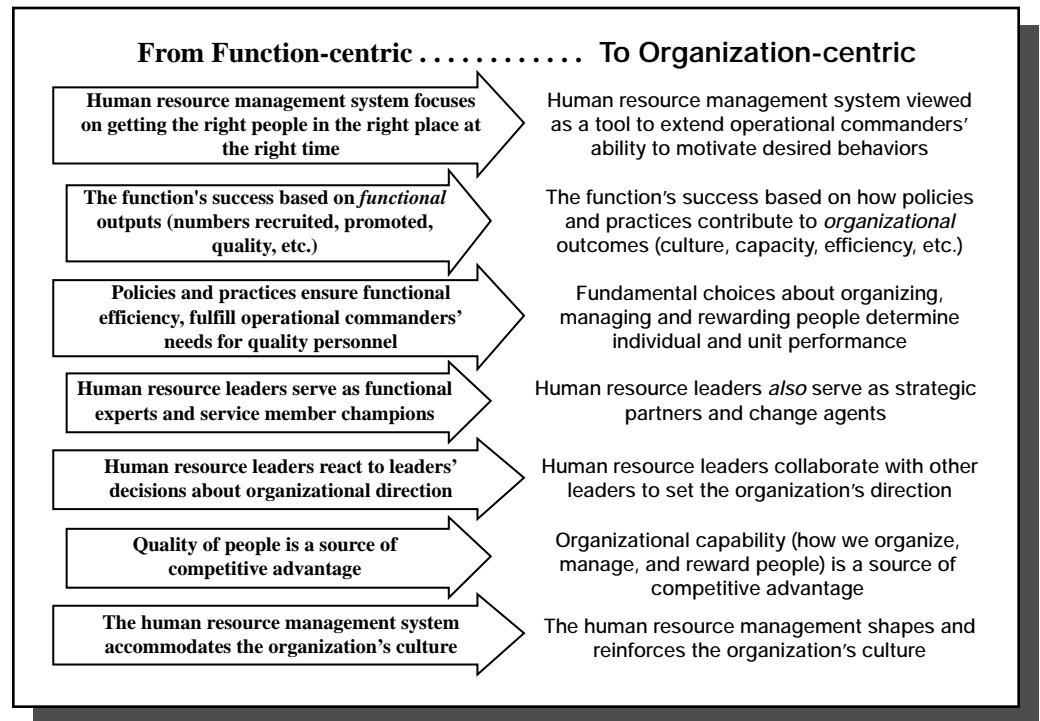 From Function-centric . . . . . . . . . . . . To Organization-centric
Human resource management system focuses
on getting the right people in the right place at
the right time
Human resource management system viewed
as a tool to extend operational commanders’
ability to motivate desired behaviors
The function's success based on functional
outputs (numbers recruited, promoted,
quality, etc.)
The function’s success based on how policies
and practices contribute to organizational
outcomes (culture, capacity, efficiency, etc.)
Policies and practices ensure functional
efficiency, fulfill operational commanders’
needs for quality personnel
Fundamental choices about organizing,
managing and rewarding people determine
individual and unit performance
Human resource leaders serve as functional
experts and service member champions
Human resource leaders also serve as strategic
partners and change agents
Human resource leaders react to leaders’
decisions about organizational direction
Human resource leaders collaborate with other
leaders to set the organization’s direction
Quality of people is a source of
competitive advantage
Organizational capability (how we organize,
manage, and reward people) is a source of
competitive advantage
The human resource management system
accommodates the organization’s culture
The human resource management shapes and
reinforces the organization’s culture